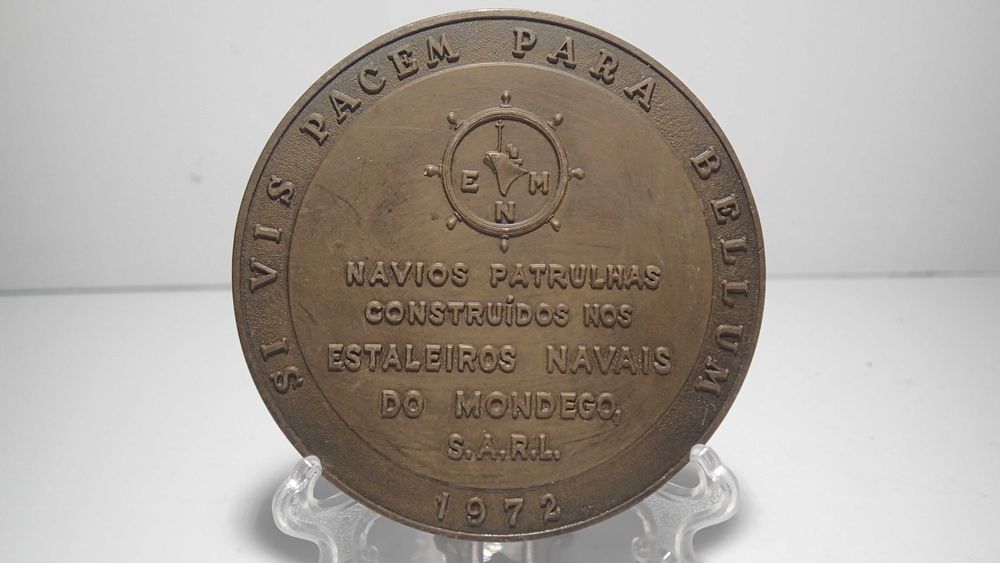 SI VIS PACEM PARA BELLUM
E N M
NAVIOS PATRULHAS
CONSTRUÍDOS NOS
ESTALEIROS NAVAIS
DO MONDEGO,
S.A.R.L.
1972